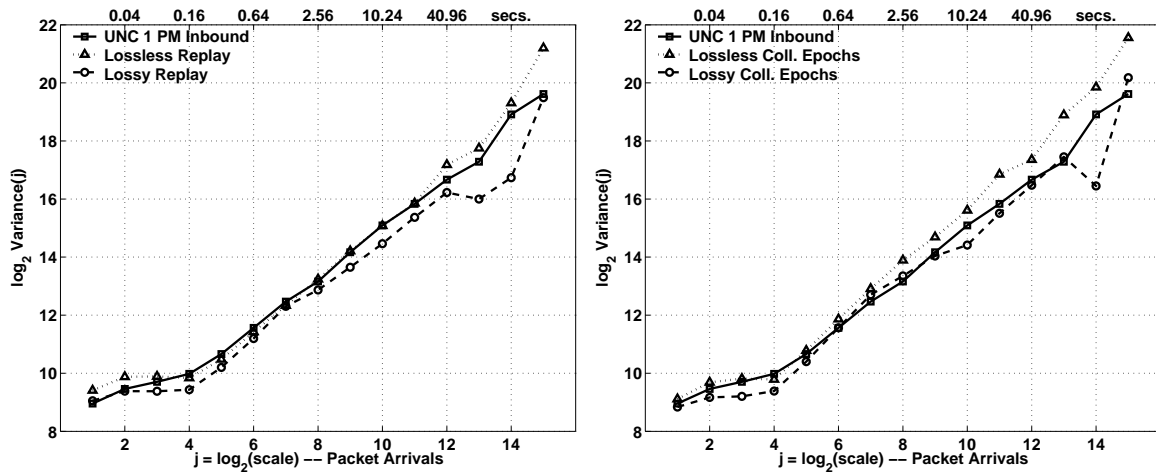 0.04 0.16 0.64 2.56 10.24 40.96 secs.
22
20
18
16
14
12
10
8
log2 Variance(j)
UNC 1 PM Inbound
Lossless Replay
Lossy Replay
2 4 6 8 10 12 14
j = log2(scale) −− Packet Arrivals
0.04 0.16 0.64 2.56 10.24 40.96 secs.
22
20
18
16
14
12
10
8
log2 Variance(j)
UNC 1 PM Inbound
Lossless Coll. Epochs
Lossy Coll. Epochs
2 4 6 8 10 12 14
j = log2(scale) −− Packet Arrivals